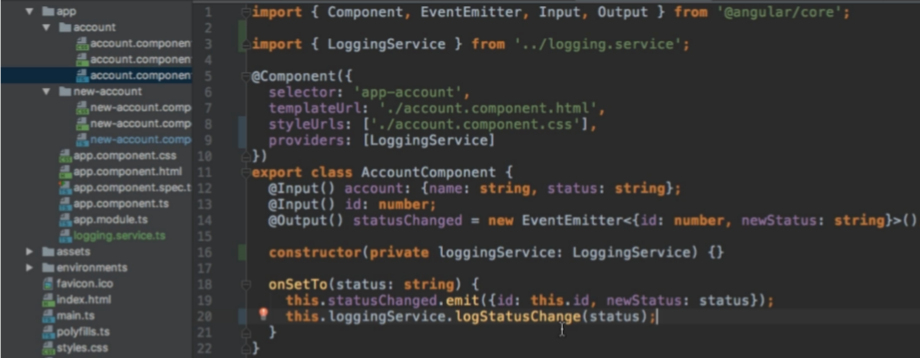 app
account
account.componen
account.componen
account.componen
new-account
new-account.comp
new-account.comp
new-account.comp
app.component.css
app.component.html
app.component.spec.t
app.component.ts
app.module.ts
logging.service.ts
assets
environments
favicon.ico
index.html
main.ts
polyfills.ts
styles.css
1 import { Component, EventEmitter, Input, Output } from '@angular/core';
2
3 import { LoggingService } from '../logging.service';
4
5 @Component({
6 selector: 'app-account',
7 templateUrl: './account.component.html',
8 styleUrls: ['./account.component.css'],
9 providers: [LoggingService]
10 })
11 export class AccountComponent {
12 @Input() account: {name: string, status: string};
13 @Input() id: number;
14 @Output() statusChanged = new EventEmitter<{id: number, newStatus: string}>()
15
16 constructor(private loggingService: LoggingService) {}
17
18 onSetTo(status: string) {
19 this.statusChanged.emit({id: this.id, newStatus: status});
20 this.loggingService.logStatusChange(status);
21 }
22 }